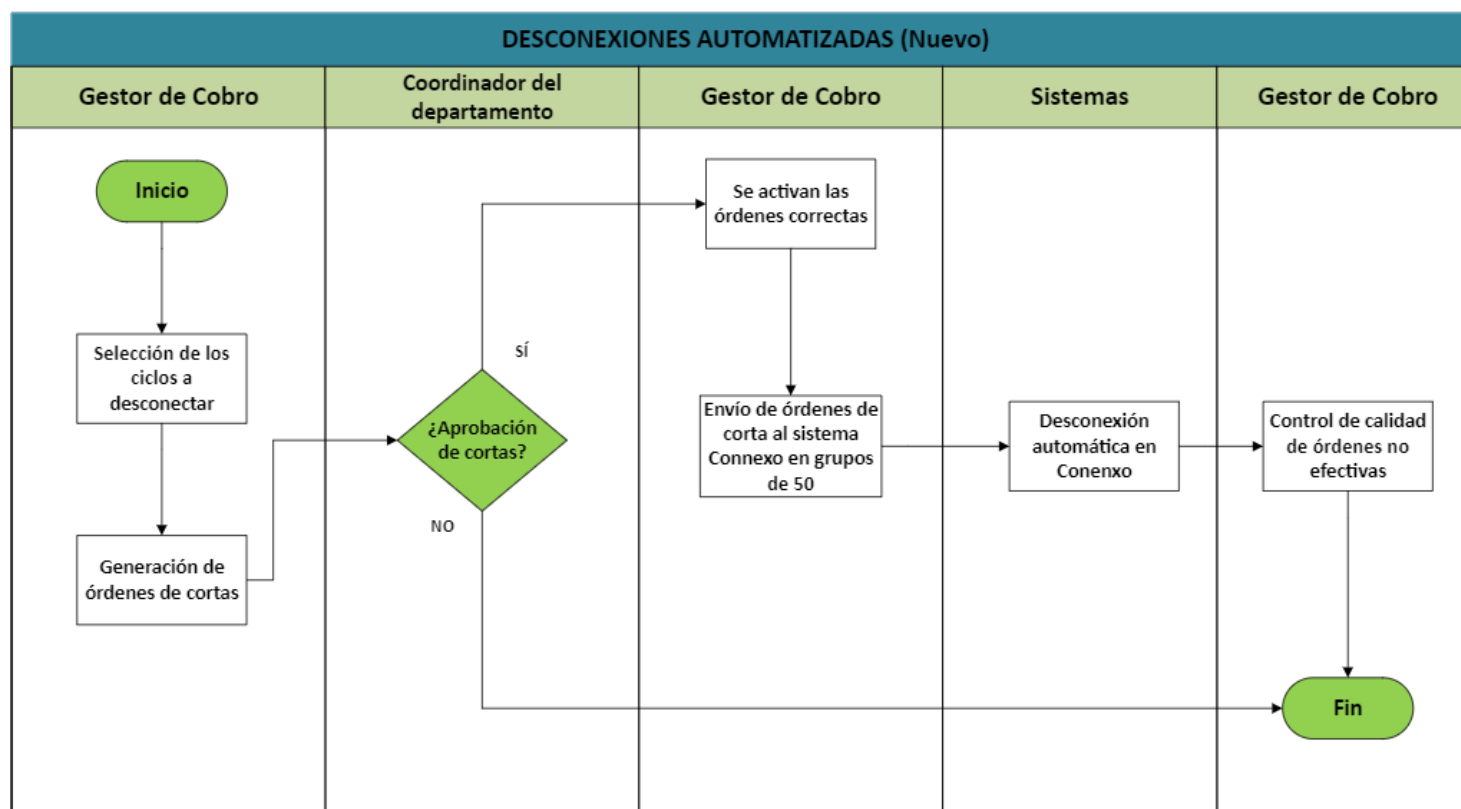 DESCONEXIONES AUTOMATIZADAS (Nuevo)
Gestor de Cobro
Coordinador del
departamento
Gestor de Cobro
Sistemas
Gestor de Cobro
Inicio
Selección de los
ciclos a
desconectar
Generación de
órdenes de cortas
¿Aprobación
de cortas?
SÍ
NO
Se activan las
órdenes correctas
Envío de órdenes de
corta al sistema
Connexo en grupos
de 50
Desconexión
automática en
Conenxo
Control de calidad
de órdenes no
efectivas
Fin